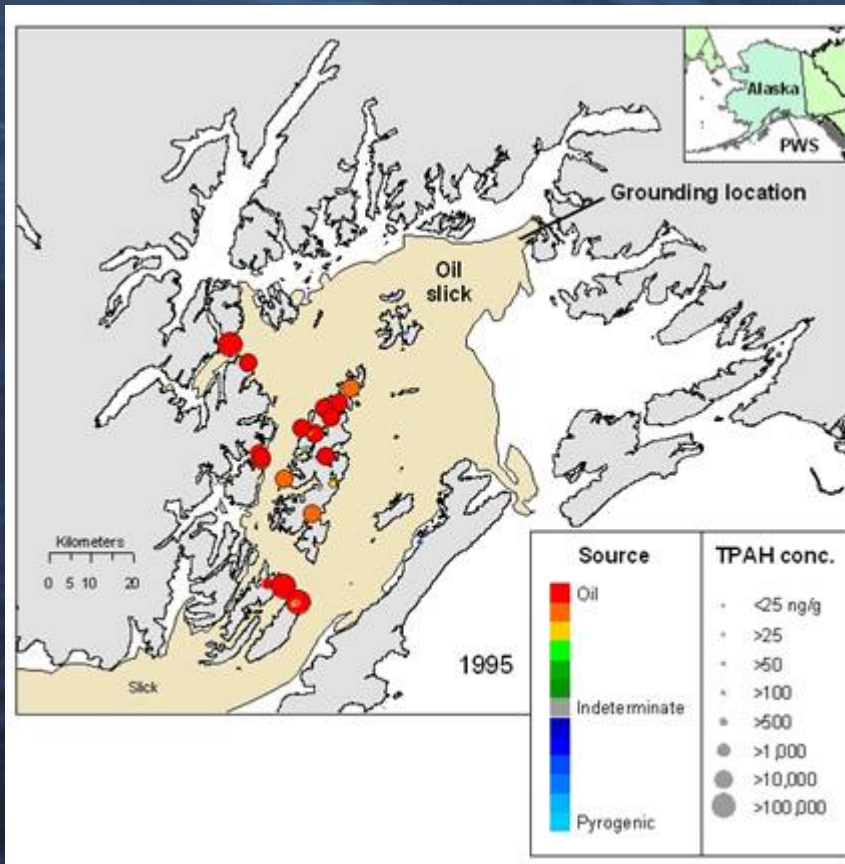 Alaska
PWS
Grounding location
Oil
slick
Kilometers
0 5 10 20
1995
Slick
Source
Oil
Indeterminate
Pyrogenic
TPAH conc.
<25 ng/g
>25
>50
>100
>500
>1,000
>10,000
>100,000